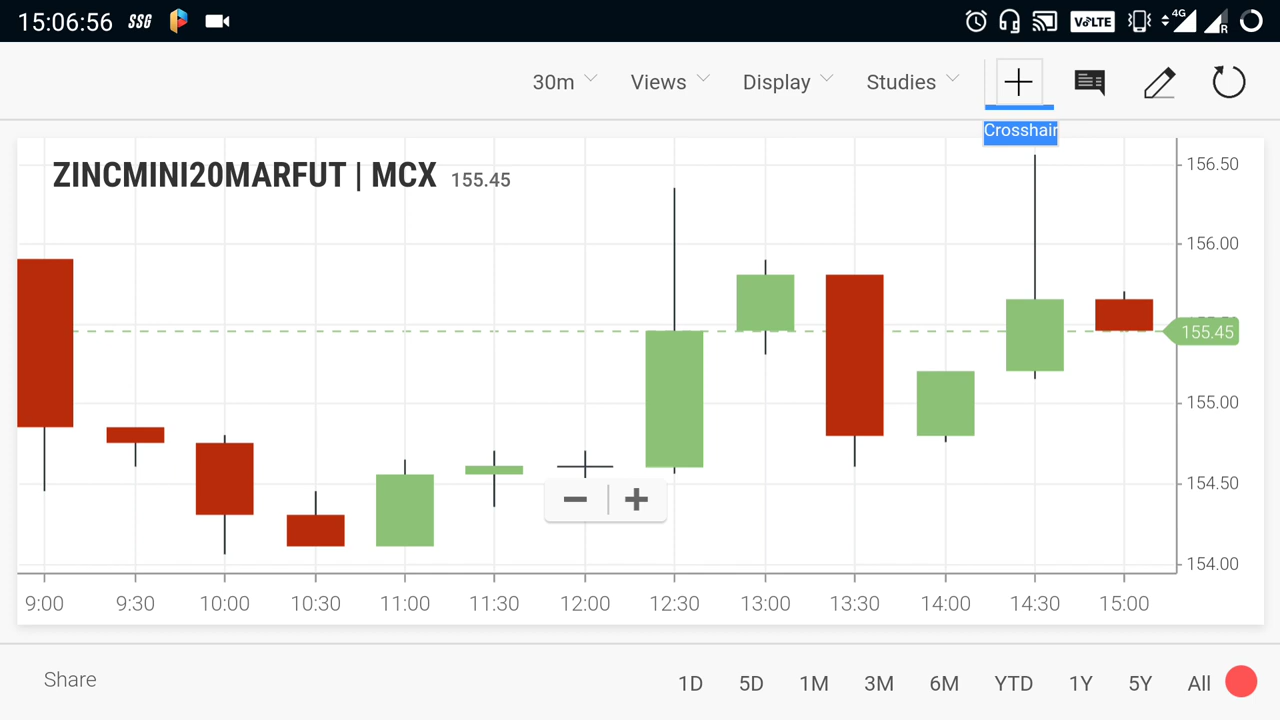 15:06:56 SSG P VoLTE 4G R
30m Views Display Studies
Crosshair
ZINCMINI20MARFUT | MCX 155.45
156.50
156.00
155.45
155.00
154.50
154.00
9:00 9:30 10:00 10:30 11:00 11:30 12:00 12:30 13:00 13:30 14:00 14:30 15:00
Share 1D 5D 1M 3M 6M YTD 1Y 5Y All